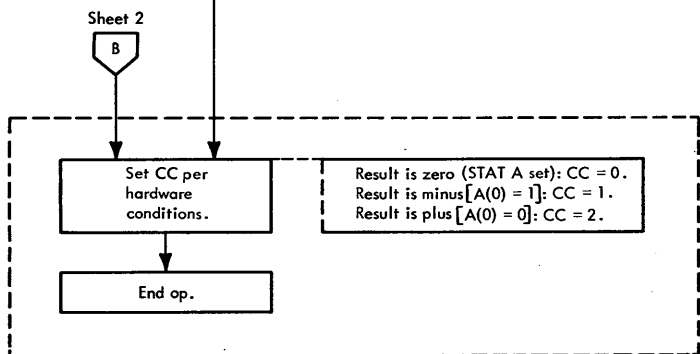 Sheet 2
B
Set CC per
hardware
conditions.
Result is zero (STAT A set): CC = 0.
Result is minus [A(0) = 1]: CC = 1.
Result is plus [A(0) = 0]: CC = 2.
End op.